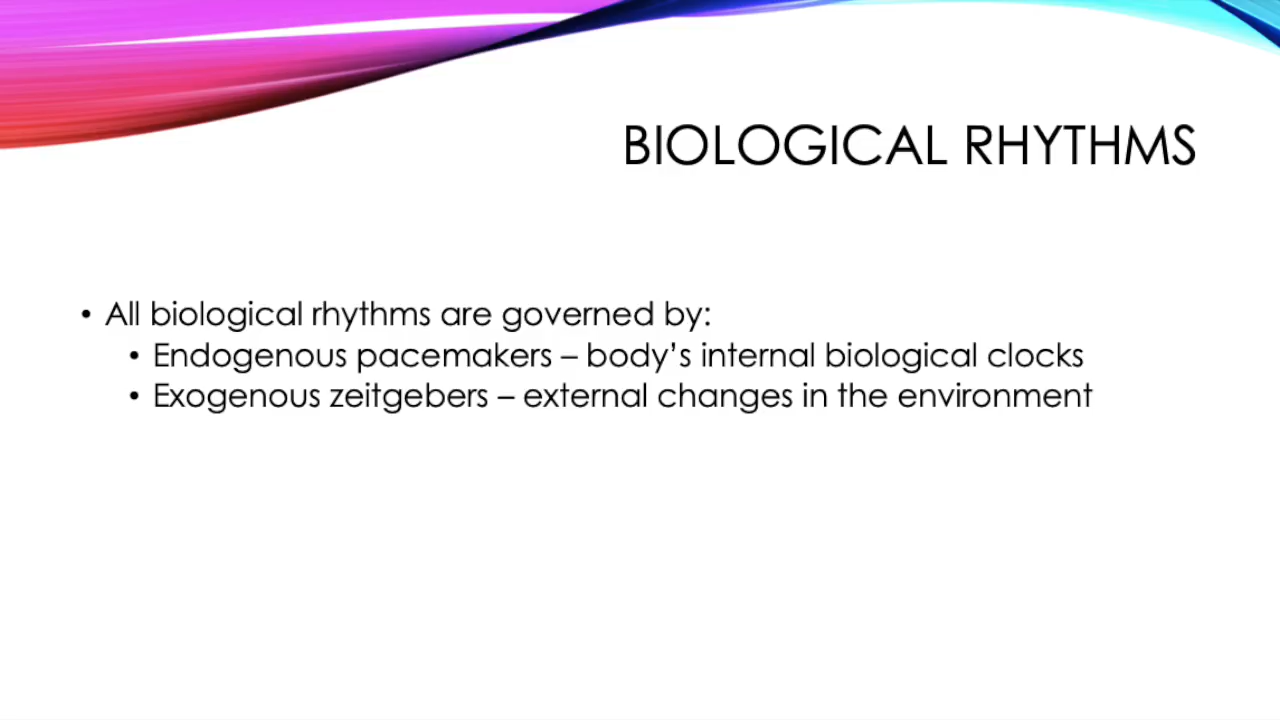 BIOLOGICAL RHYTHMS
• All biological rhythms are governed by:
• Endogenous pacemakers – body’s internal biological clocks
• Exogenous zeitgebers – external changes in the environment